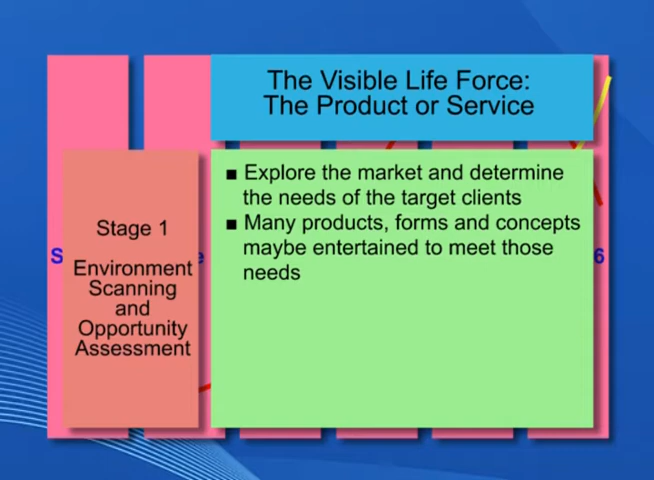 The Visible Life Force:
The Product or Service
Stage 1
Environment
Scanning
and
Opportunity
Assessment
■ Explore the market and determine
the needs of the target clients
■ Many products, forms and concepts
maybe entertained to meet those
needs
S
e
6